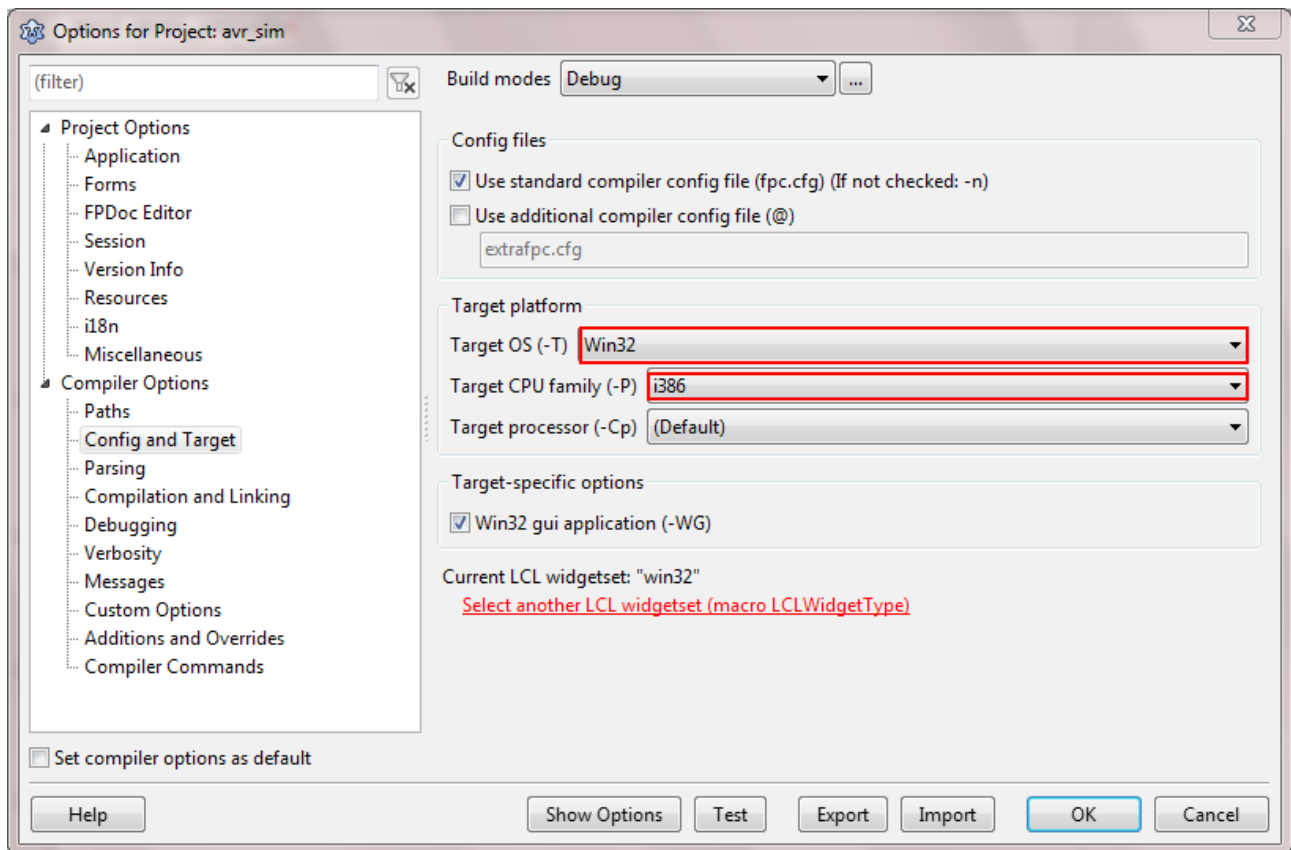 Options for Project: avr_sim
(filter)
Project Options
Application
Forms
FPDoc Editor
Session
Version Info
Resources
i18n
Miscellaneous
Compiler Options
Paths
Config and Target
Parsing
Compilation and Linking
Debugging
Verbosity
Messages
Custom Options
Additions and Overrides
Compiler Commands
Set compiler options as default
Build modes Debug ...
Config files
Use standard compiler config file (fpc.cfg) (If not checked: -n)
Use additional compiler config file (@)
extrafpc.cfg
Target platform
Target OS (-T) Win32
Target CPU family (-P) i386
Target processor (-Cp) (Default)
Target-specific options
Win32 gui application (-WG)
Current LCL widgetset: "win32"
Select another LCL widgetset (macro LCLWidgetType)
Help Show Options Test Export Import OK Cancel